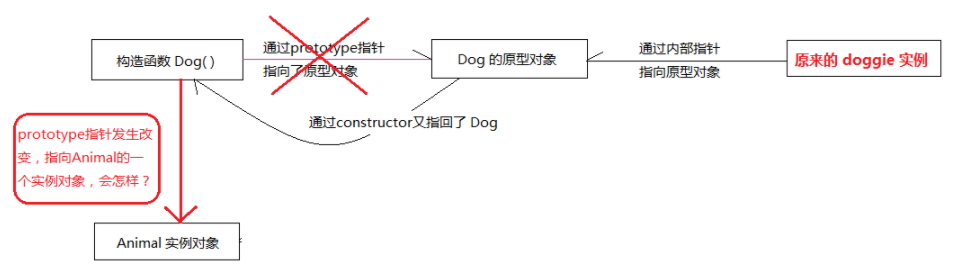 构造函数 Dog( )
通过prototype指针
指向了原型对象
Dog 的原型对象
通过内部指针
指向原型对象
原来的 doggie 实例
通过constructor又指回了 Dog
prototype指针发生改
变，指向Animal的一
个实例对象，会怎样？
Animal 实例对象